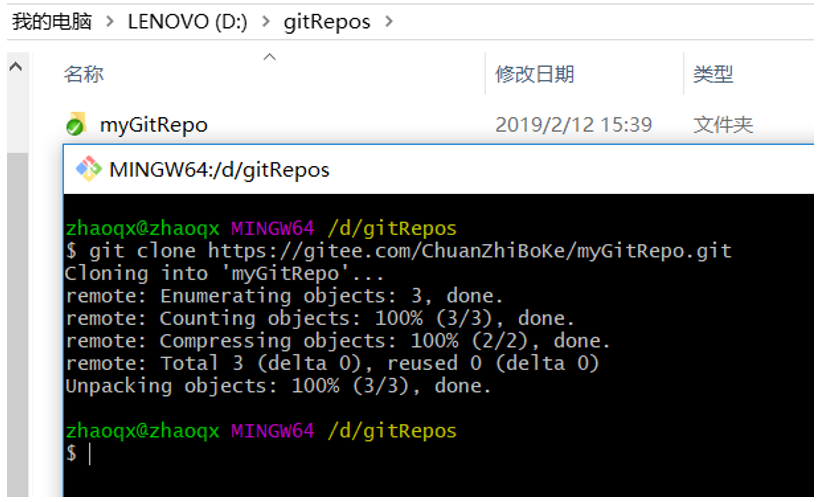 我的电脑 > LENOVO (D:) > gitRepos >
名称 修改日期 类型
myGitRepo 2019/2/12 15:39 文件夹
MINGW64:/d/gitRepos
zhaoqx@zhaoqx MINGW64 /d/gitRepos
$ git clone https://gitee.com/ChuanZhiBoKe/myGitRepo.git
Cloning into 'myGitRepo'...
remote: Enumerating objects: 3, done.
remote: Counting objects: 100% (3/3), done.
remote: Compressing objects: 100% (2/2), done.
remote: Total 3 (delta 0), reused 0 (delta 0)
Unpacking objects: 100% (3/3), done.
zhaoqx@zhaoqx MINGW64 /d/gitRepos
$